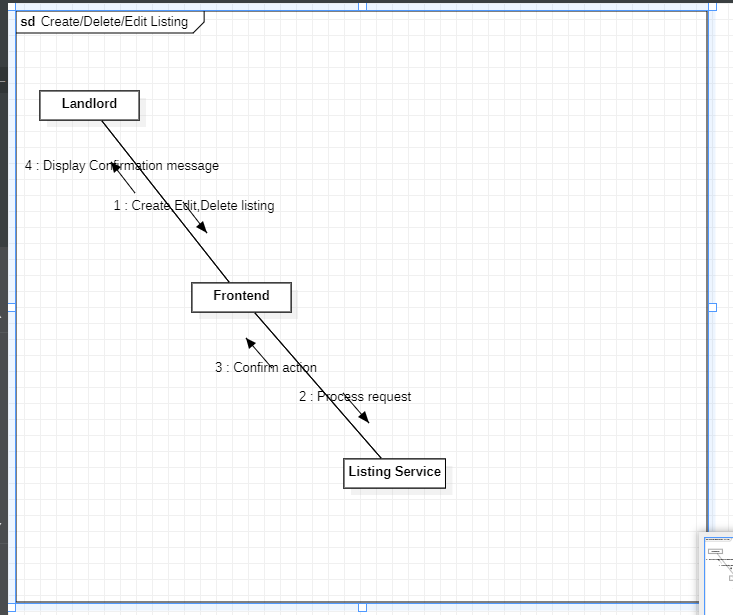 sd Create/Delete/Edit Listing
Landlord
4 : Display Confirmation message
1 : Create,Edit,Delete listing
Frontend
3 : Confirm action
2 : Process request
Listing Service